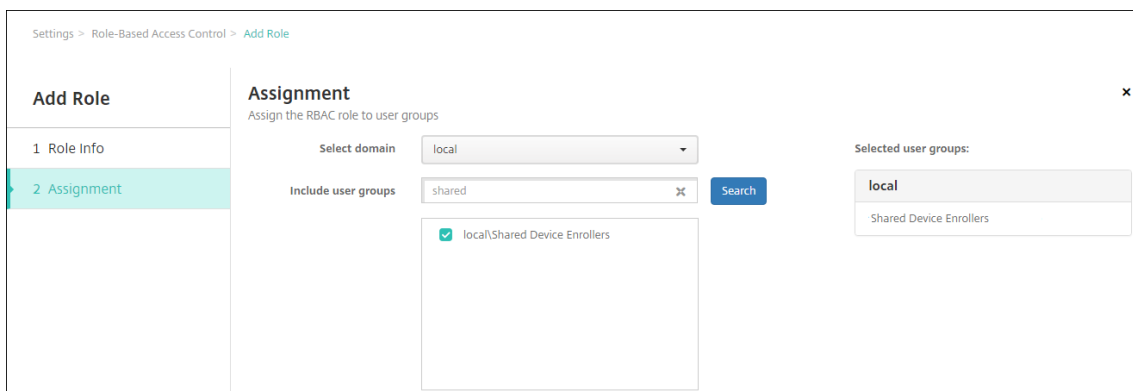 Settings > Role-Based Access Control > Add Role
Add Role
1 Role Info
2 Assignment
Assignment
Assign the RBAC role to user groups
Select domain
local
Include user groups
shared
Search
local\Shared Device Enrollers
Selected user groups:
local
Shared Device Enrollers